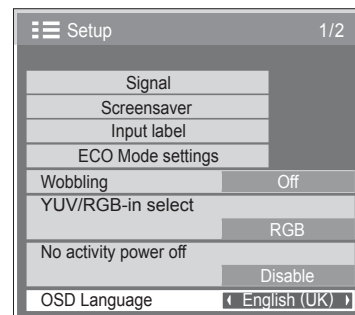 Setup 1/2
Signal
Screensaver
Input label
ECO Mode settings
Wobbling Off
YUV/RGB-in select
RGB
No activity power off
Disable
OSD Language English (UK)